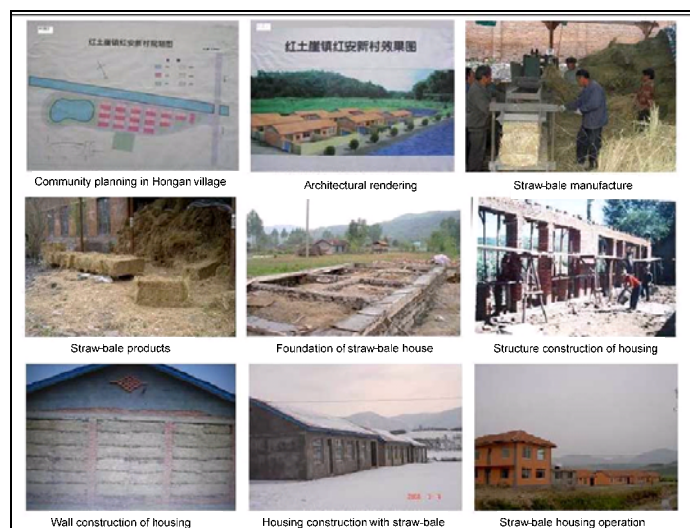 红土崖镇红安新村规划图
红土崖镇红安新村效果图
Community planning in Hongan village
Architectural rendering
Straw-bale manufacture
Straw-bale products
Foundation of straw-bale house
Structure construction of housing
Wall construction of housing
Housing construction with straw-bale
Straw-bale housing operation